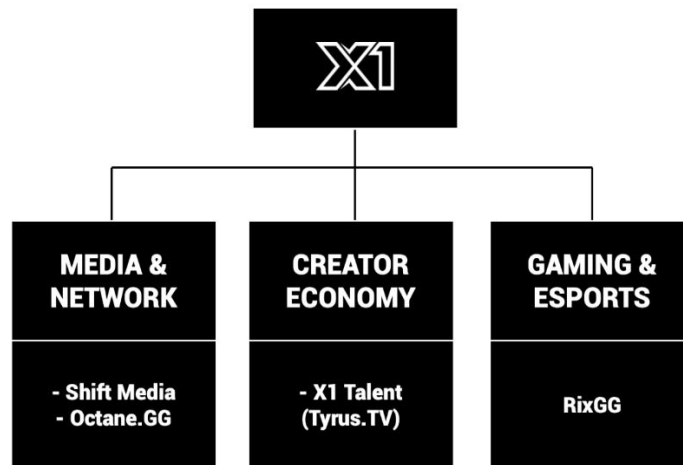 X1
MEDIA &
NETWORK
- Shift Media
- Octane.GG
CREATOR
ECONOMY
- X1 Talent
(Tyrus.TV)
GAMING &
ESPORTS
RixGG